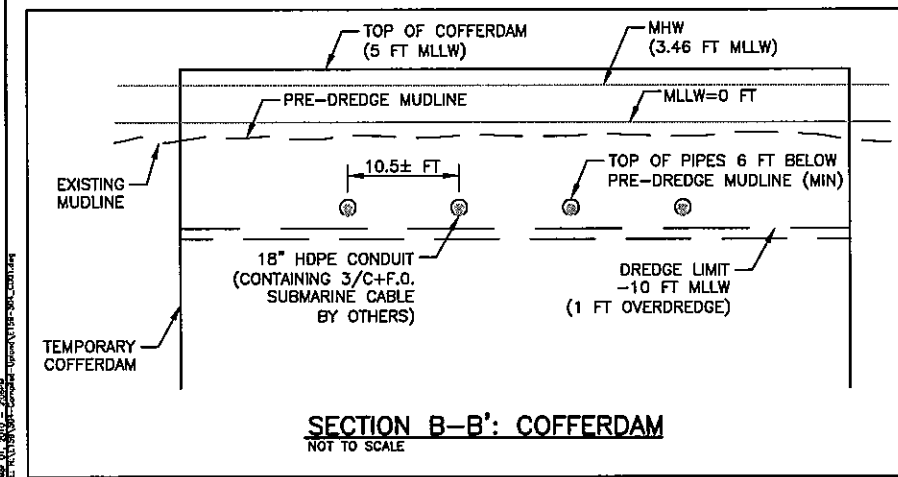 TOP OF COFFERDAM
(5 FT MLLW)
MHW
(3.46 FT MLLW)
PRE-DREDGE MUDLINE
MLLW=0 FT
EXISTING
MUDLINE
10.5± FT
TOP OF PIPES 6 FT BELOW
PRE-DREDGE MUDLINE (MIN)
18" HDPE CONDUIT
(CONTAINING 3/C+F.O.
SUBMARINE CABLE
BY OTHERS)
DREDGE LIMIT
-10 FT MLLW
(1 FT OVERDREDGE)
TEMPORARY
COFFERDAM
SECTION B-B': COFFERDAM
NOT TO SCALE